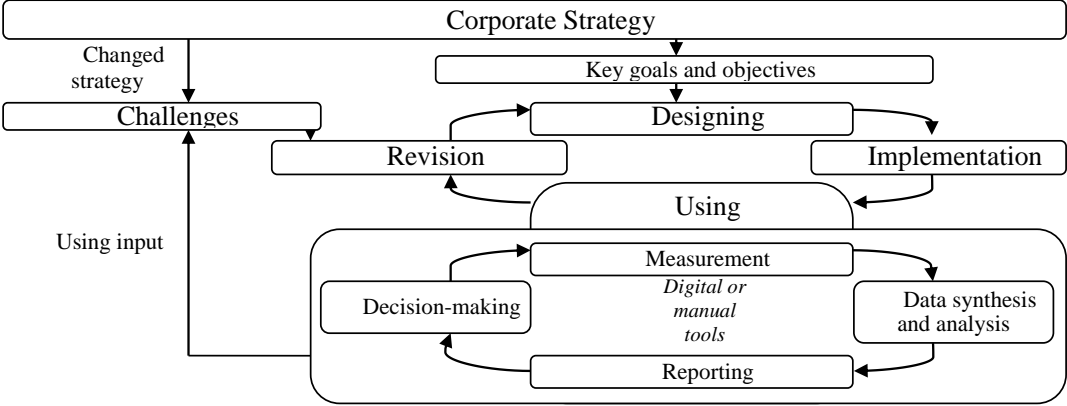 Corporate Strategy
Changed
strategy
Key goals and objectives
Challenges
Designing
Revision
Implementation
Using
Using input
Measurement
Decision-making
Digital or
manual
tools
Data synthesis
and analysis
Reporting